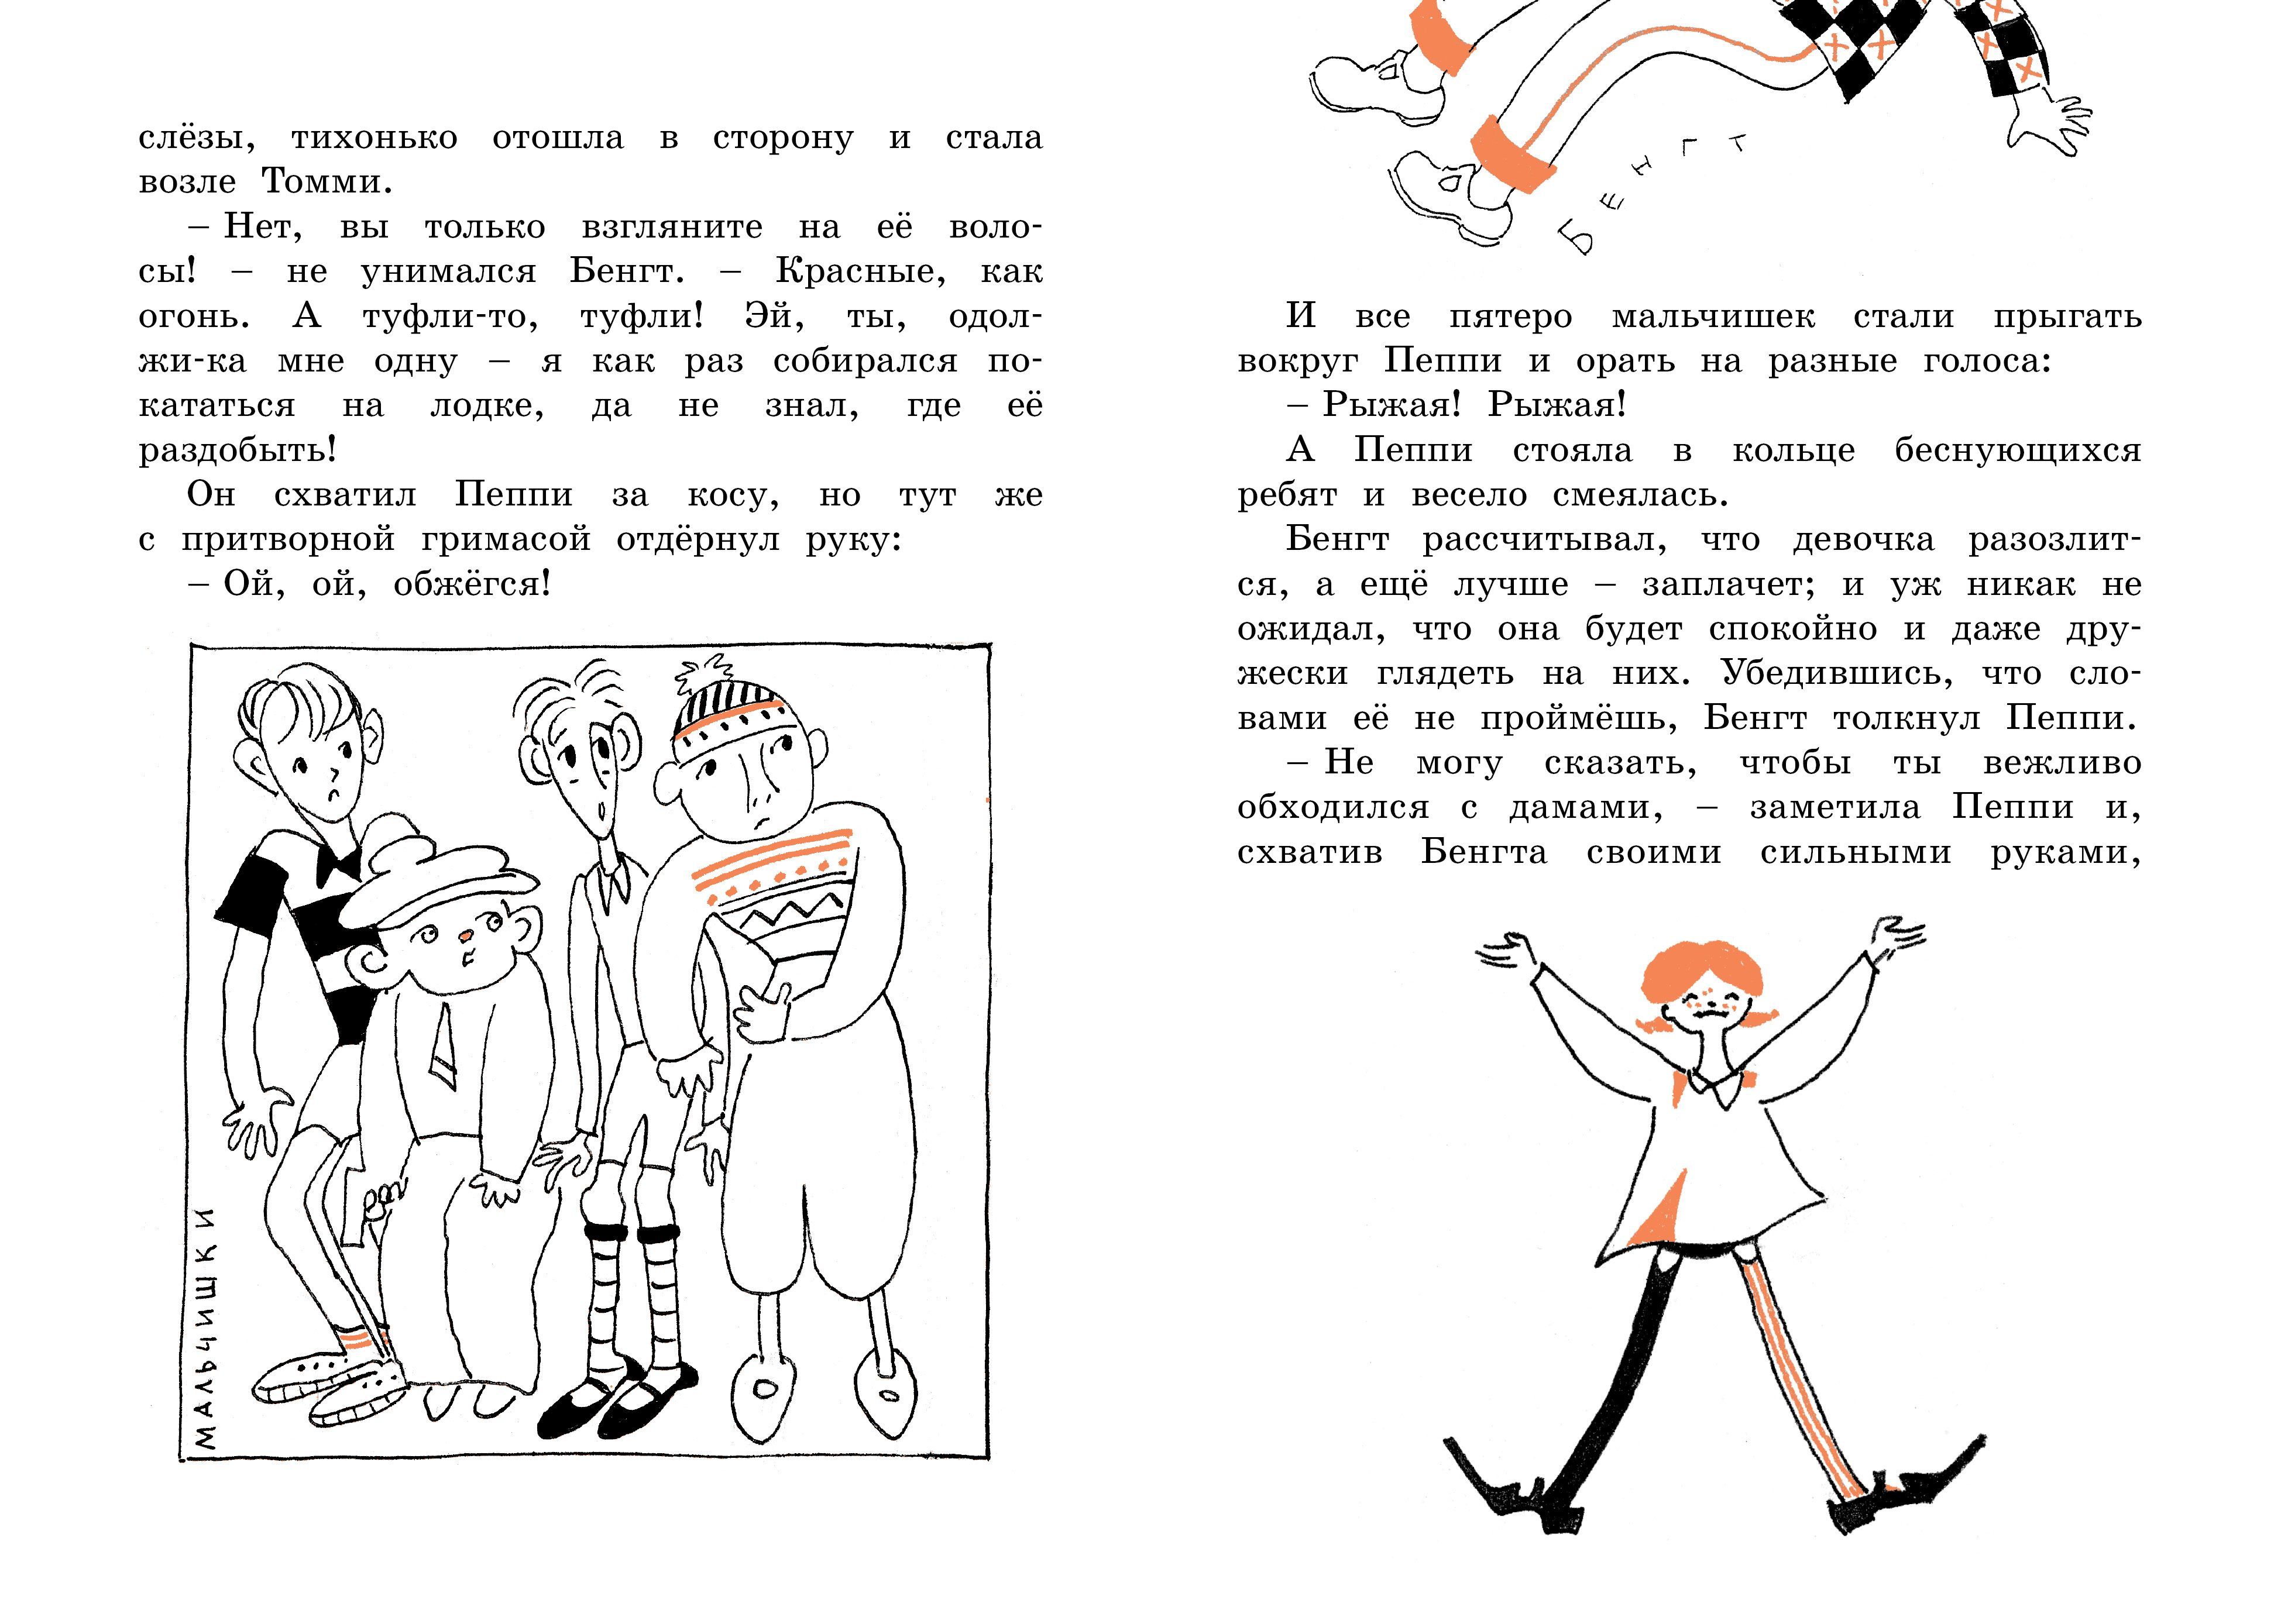 слёзы, тихонько отошла в сторону и стала
возле Томми.
– Нет, вы только взгляните на её воло-
сы! – не унимался Бенгт. – Красные, как
огонь. А туфли-то, туфли! Эй, ты, одол-
жи-ка мне одну – я как раз собирался по-
кататься на лодке, да не знал, где её
раздобыть!
Он схватил Пеппи за косу, но тут же
с притворной гримасой отдёрнул руку:
– Ой, ой, обжёгся!
МАЛЬЧИШКИ
БЕНГТ
И все пятеро мальчишек стали прыгать
вокруг Пеппи и орать на разные голоса:
– Рыжая! Рыжая!
А Пеппи стояла в кольце беснующихся
ребят и весело смеялась.
Бенгт рассчитывал, что девочка разозлит-
ся, а ещё лучше – заплачет; и уж никак не
ожидал, что она будет спокойно и даже дру-
жески глядеть на них. Убедившись, что сло-
вами её не проймёшь, Бенгт толкнул Пеппи.
– Не могу сказать, чтобы ты вежливо
обходился с дамами, – заметила Пеппи и,
схватив Бенгта своими сильными руками,